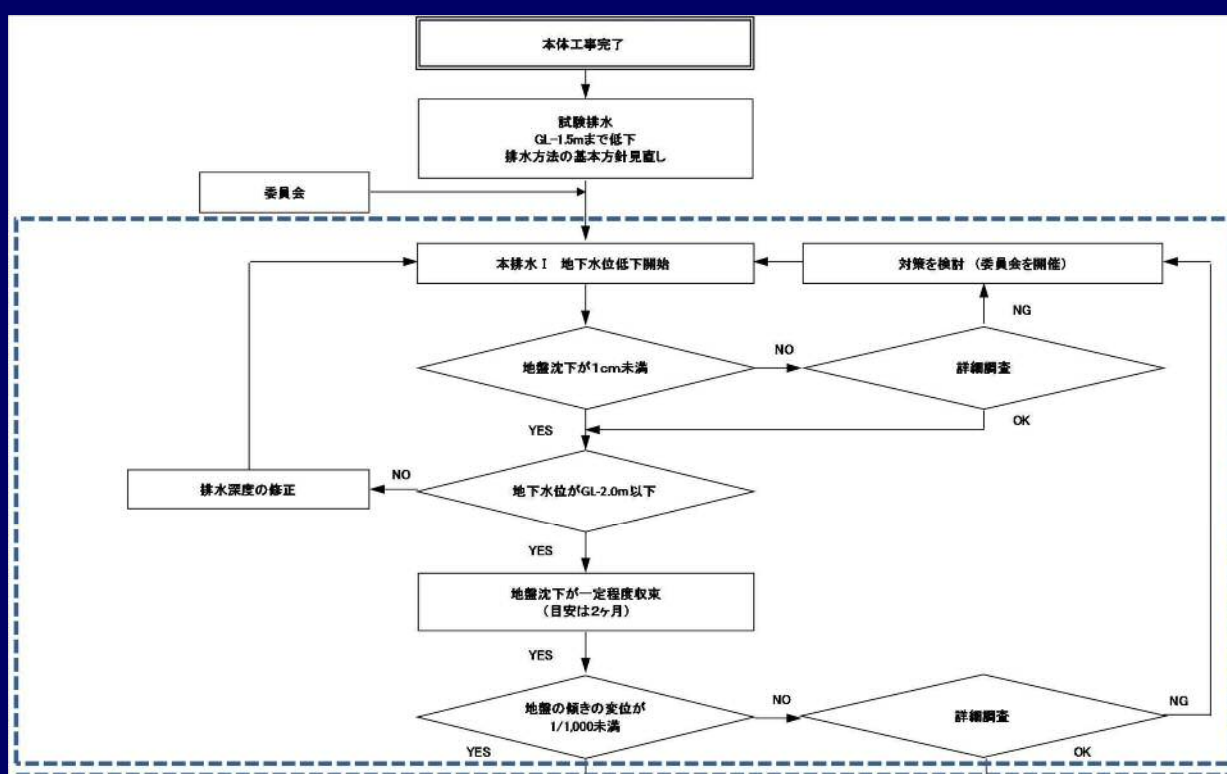 本体工事完了
試験排水
GL-1.5mまで低下
排水方法の基本方針見直し
委員会
本排水Ⅰ 地下水位低下開始
対策を検討 (委員会を開催)
NG
地盤沈下が1cm未満
NO
詳細調査
YES
OK
排水深度の修正
NO
地下水位がGL-2.0m以下
YES
地盤沈下が一定程度収束
(目安は2ヶ月)
YES
地盤の傾きの変位が
1/1,000未満
NO
詳細調査
NG
YES
OK